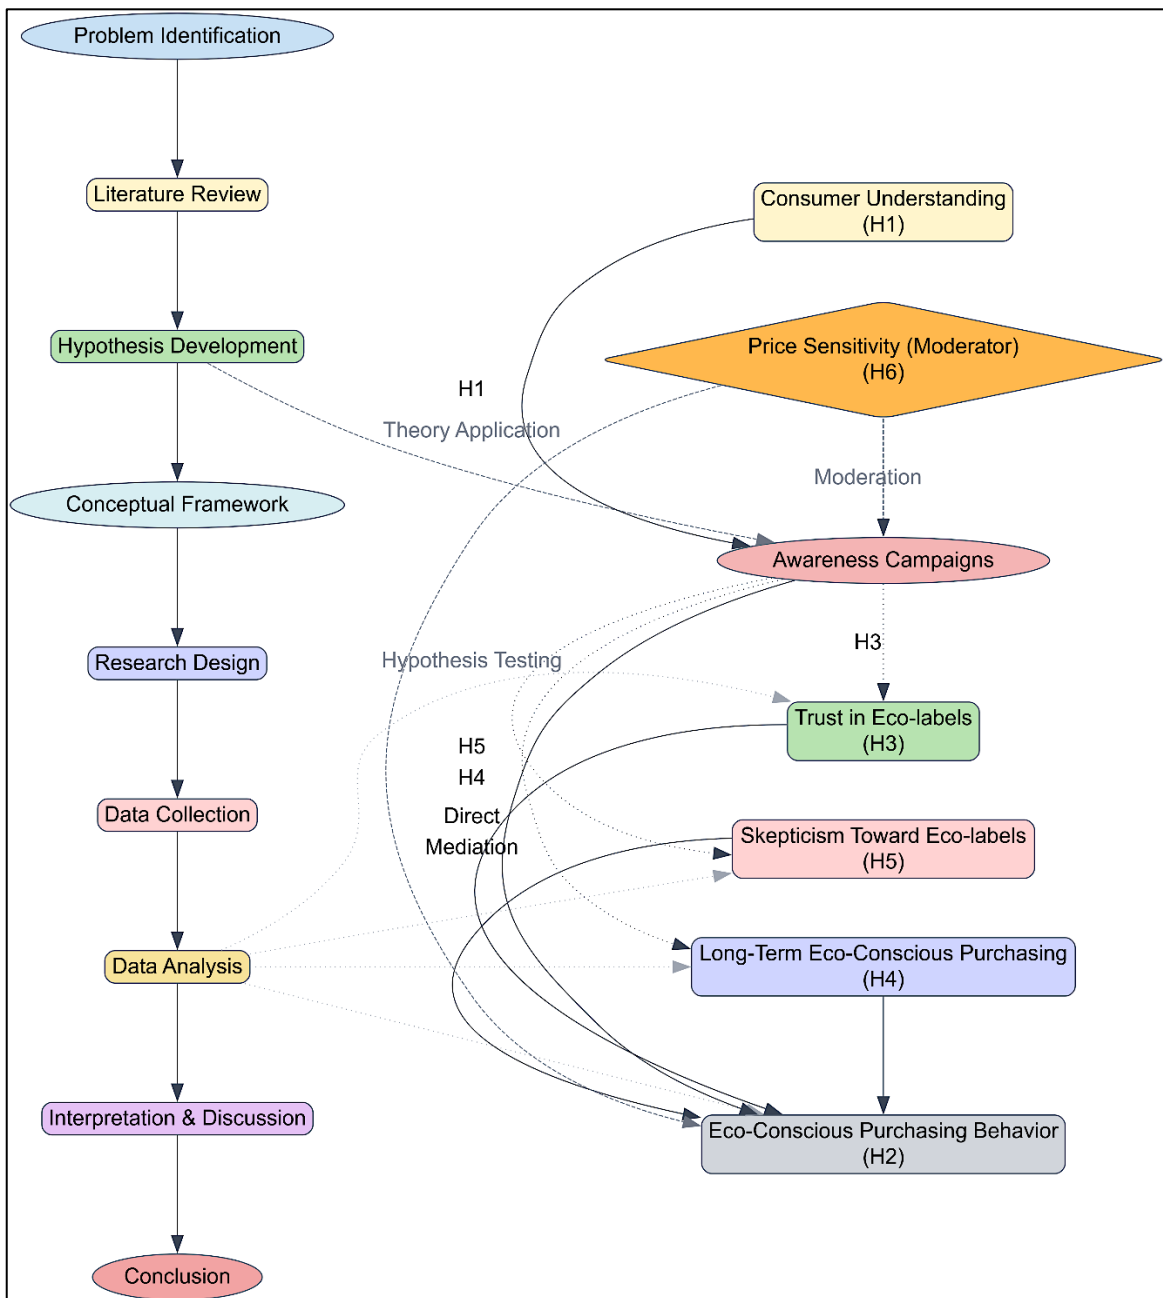 Problem Identification
Literature Review
Consumer Understanding
(H1)
Hypothesis Development
Price Sensitivity (Moderator)
(H6)
H1
Theory Application
Moderation
Conceptual Framework
Awareness Campaigns
Research Design
Hypothesis Testing
H3
Trust in Eco-labels
(H3)
H5
H4
Direct
Mediation
Data Collection
Skepticism Toward Eco-labels
(H5)
Data Analysis
Long-Term Eco-Conscious Purchasing
(H4)
Interpretation & Discussion
Eco-Conscious Purchasing Behavior
(H2)
Conclusion